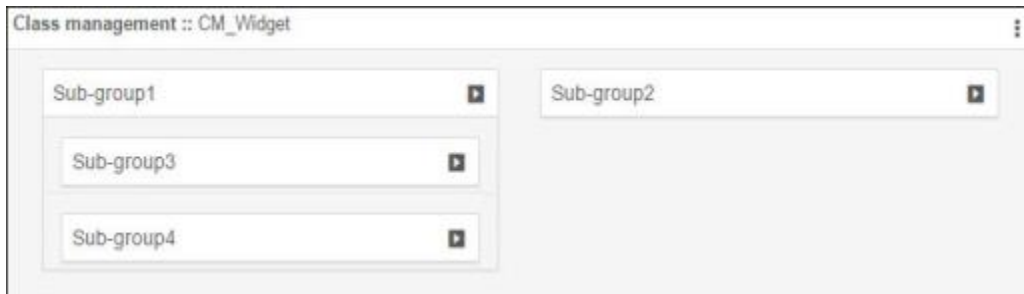 Class management :: CM_Widget
Sub-group1
Sub-group2
Sub-group3
Sub-group4